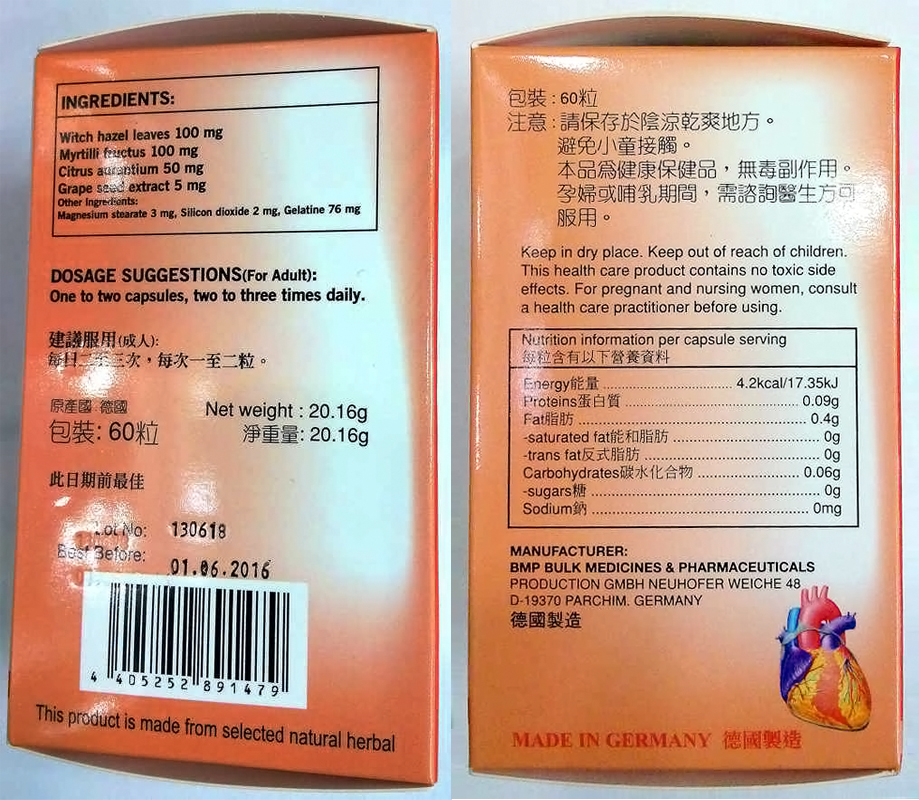 INGREDIENTS:
Witch hazel leaves 100 mg
Myrtilli fructus 100 mg
Citrus aurantium 50 mg
Grape seed extract 5 mg
Other Ingredients:
Magnesium stearate 3 mg, Silicon dioxide 2 mg, Gelatine 76 mg
DOSAGE SUGGESTIONS(For Adult):
One to two capsules, two to three times daily.
建議服用(成人):
每日二至三次，每次一至二粒。
原產國 德國
包裝: 60粒
Net weight : 20.16g
淨重量: 20.16g
此日期前最佳
Lot No: 130618
Best Before: 01.06.2016
4 405252 891479
This product is made from selected natural herbal
包裝 : 60粒
注意 : 請保存於陰涼乾爽地方。
避免小童接觸。
本品爲健康保健品，無毒副作用。
孕婦或哺乳期間，需諮詢醫生方可
服用。
Keep in dry place. Keep out of reach of children.
This health care product contains no toxic side
effects. For pregnant and nursing women, consult
a health care practitioner before using.
Nutrition information per capsule serving
每粒含有以下營養資料
Energy能量 ................................ 4.2kcal/17.35kJ
Proteins蛋白質 ............................................ 0.09g
Fat脂肪 ........................................................ 0.4g
-saturated fat能和脂肪 ..................................... 0g
-trans fat反式脂肪 .......................................... 0g
Carbohydrates碳水化合物 ............................ 0.06g
-sugars糖 ...................................................... 0g
Sodium鈉 .................................................... 0mg
MANUFACTURER:
BMP BULK MEDICINES & PHARMACEUTICALS
PRODUCTION GMBH NEUHOFER WEICHE 48
D-19370 PARCHIM. GERMANY
德國製造
MADE IN GERMANY 德國製造